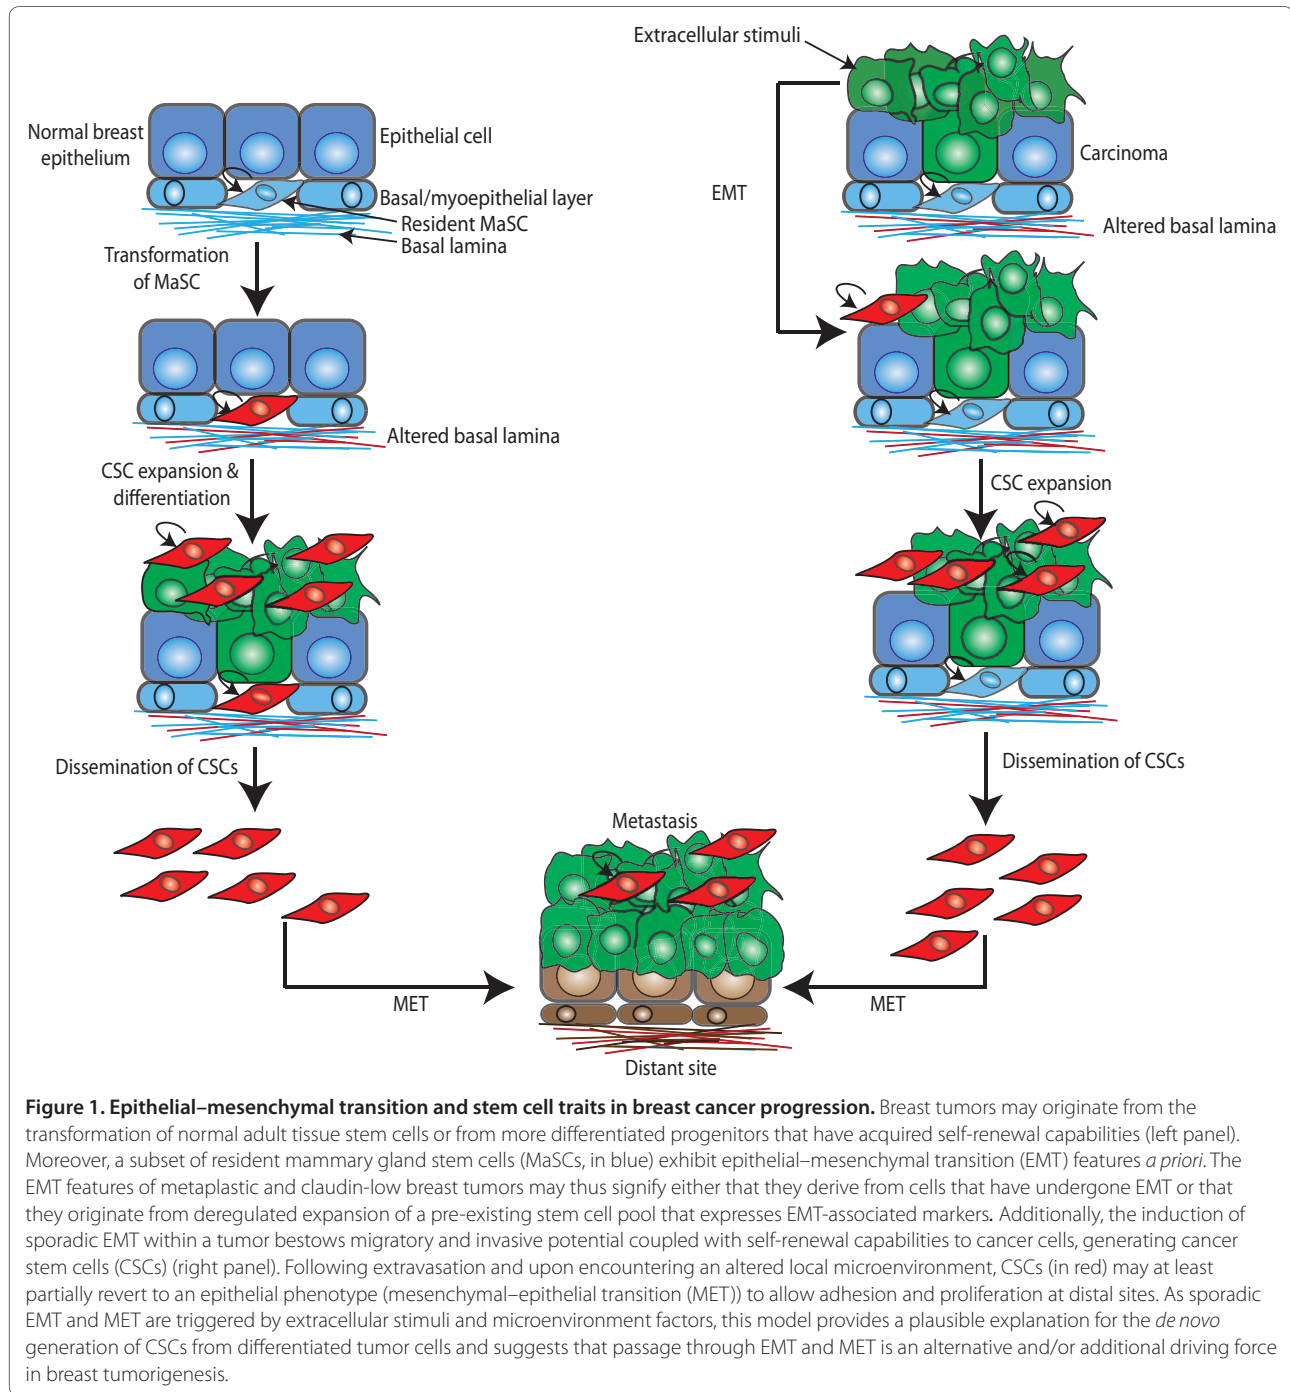 Normal breast
epithelium
Epithelial cell
Basal/myoepithelial layer
Resident MaSC
Basal lamina
Transformation
of MaSC
Altered basal lamina
CSC expansion &
differentiation
Dissemination of CSCs
MET
Extracellular stimuli
Carcinoma
EMT
Altered basal lamina
CSC expansion
Dissemination of CSCs
MET
Metastasis
Distant site
Figure 1. Epithelial–mesenchymal transition and stem cell traits in breast cancer progression. Breast tumors may originate from the
transformation of normal adult tissue stem cells or from more differentiated progenitors that have acquired self-renewal capabilities (left panel).
Moreover, a subset of resident mammary gland stem cells (MaSCs, in blue) exhibit epithelial–mesenchymal transition (EMT) features a priori. The
EMT features of metaplastic and claudin-low breast tumors may thus signify either that they derive from cells that have undergone EMT or that
they originate from deregulated expansion of a pre-existing stem cell pool that expresses EMT-associated markers. Additionally, the induction of
sporadic EMT within a tumor bestows migratory and invasive potential coupled with self-renewal capabilities to cancer cells, generating cancer
stem cells (CSCs) (right panel). Following extravasation and upon encountering an altered local microenvironment, CSCs (in red) may at least
partially revert to an epithelial phenotype (mesenchymal–epithelial transition (MET)) to allow adhesion and proliferation at distal sites. As sporadic
EMT and MET are triggered by extracellular stimuli and microenvironment factors, this model provides a plausible explanation for the de novo
generation of CSCs from differentiated tumor cells and suggests that passage through EMT and MET is an alternative and/or additional driving force
in breast tumorigenesis.